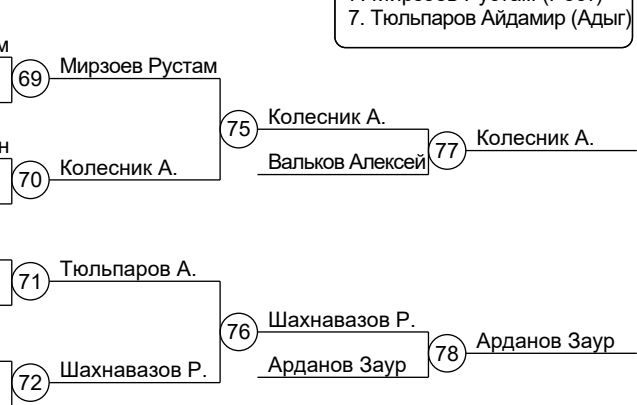 7. Тюльпаров Айдамир (Адыг)
м
69 Мирзоев Рустам
75 Колесник А.
н
70 Колесник А.
Вальков Алексей
77 Колесник А.
71 Тюльпаров А.
76 Шахнавазов Р.
72 Шахнавазов Р.
Арданов Заур
78 Арданов Заур